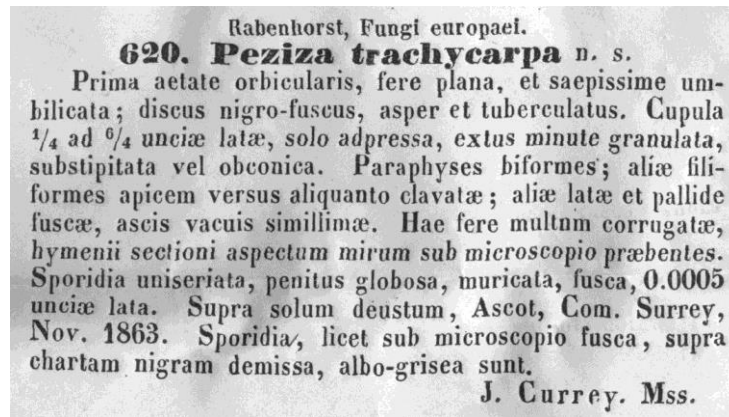 Rabenhorst, Fungi europaei.
620. Peziza trachycarpa n. s.
Prima aetate orbicularis, fere plana, et saepissime um-
bilicata; discus nigro-fuscus, asper et tuberculatus. Cupula
1/4 ad 6/4 unciæ latæ, solo adpressa, extus minute granulata,
substipitata vel obconica. Paraphyses biformes; aliæ fili-
formes apicem versus aliquanto clavatæ; aliæ latæ et pallide
fuscæ, ascis vacuis simillimæ. Hae fere multnm corrugatæ,
hymenii sectioni aspectum mirum sub microscopio præbentes.
Sporidia uniseriata, penitus globosa, muricata, fusca, 0.0005
unciæ lata. Supra solum deustum, Ascot, Com. Surrey,
Nov. 1863. Sporidia, licet sub microscopio fusca, supra
chartam nigram demissa, albo-grisea sunt.
J. Currey. Mss.